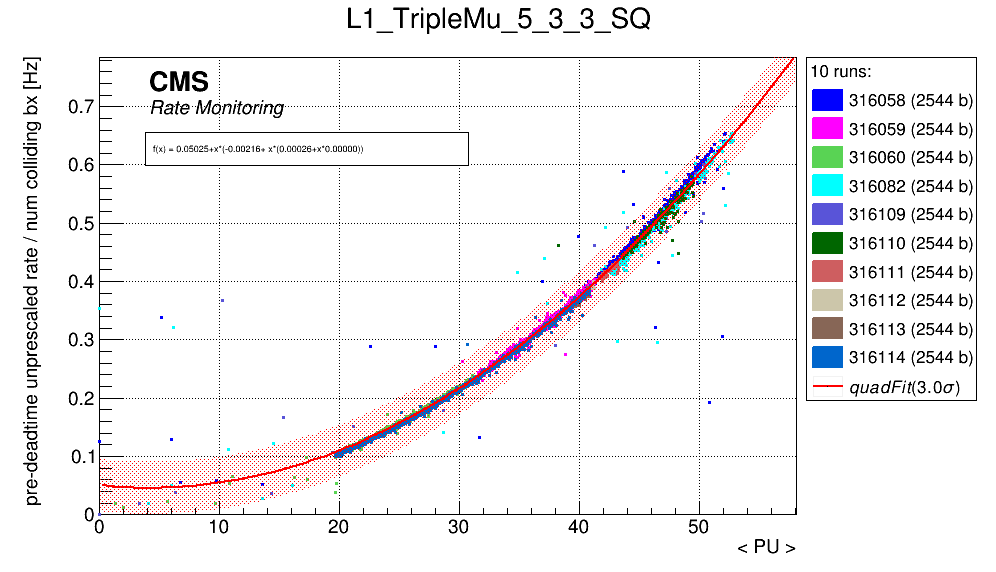 L1_TripleMu_5_3_3_SQ
pre-deadtime unprescaled rate / num colliding bx [Hz]
CMS
Rate Monitoring
f(x) = 0.05025+x*(-0.00216+ x*(0.00026+x*0.00000))
0.7
0.6
0.5
0.4
0.3
0.2
0.1
0
0 10 20 30 40 50
< PU >
10 runs:
316058 (2544 b)
316059 (2544 b)
316060 (2544 b)
316082 (2544 b)
316109 (2544 b)
316110 (2544 b)
316111 (2544 b)
316112 (2544 b)
316113 (2544 b)
316114 (2544 b)
quadFit(3.0σ)